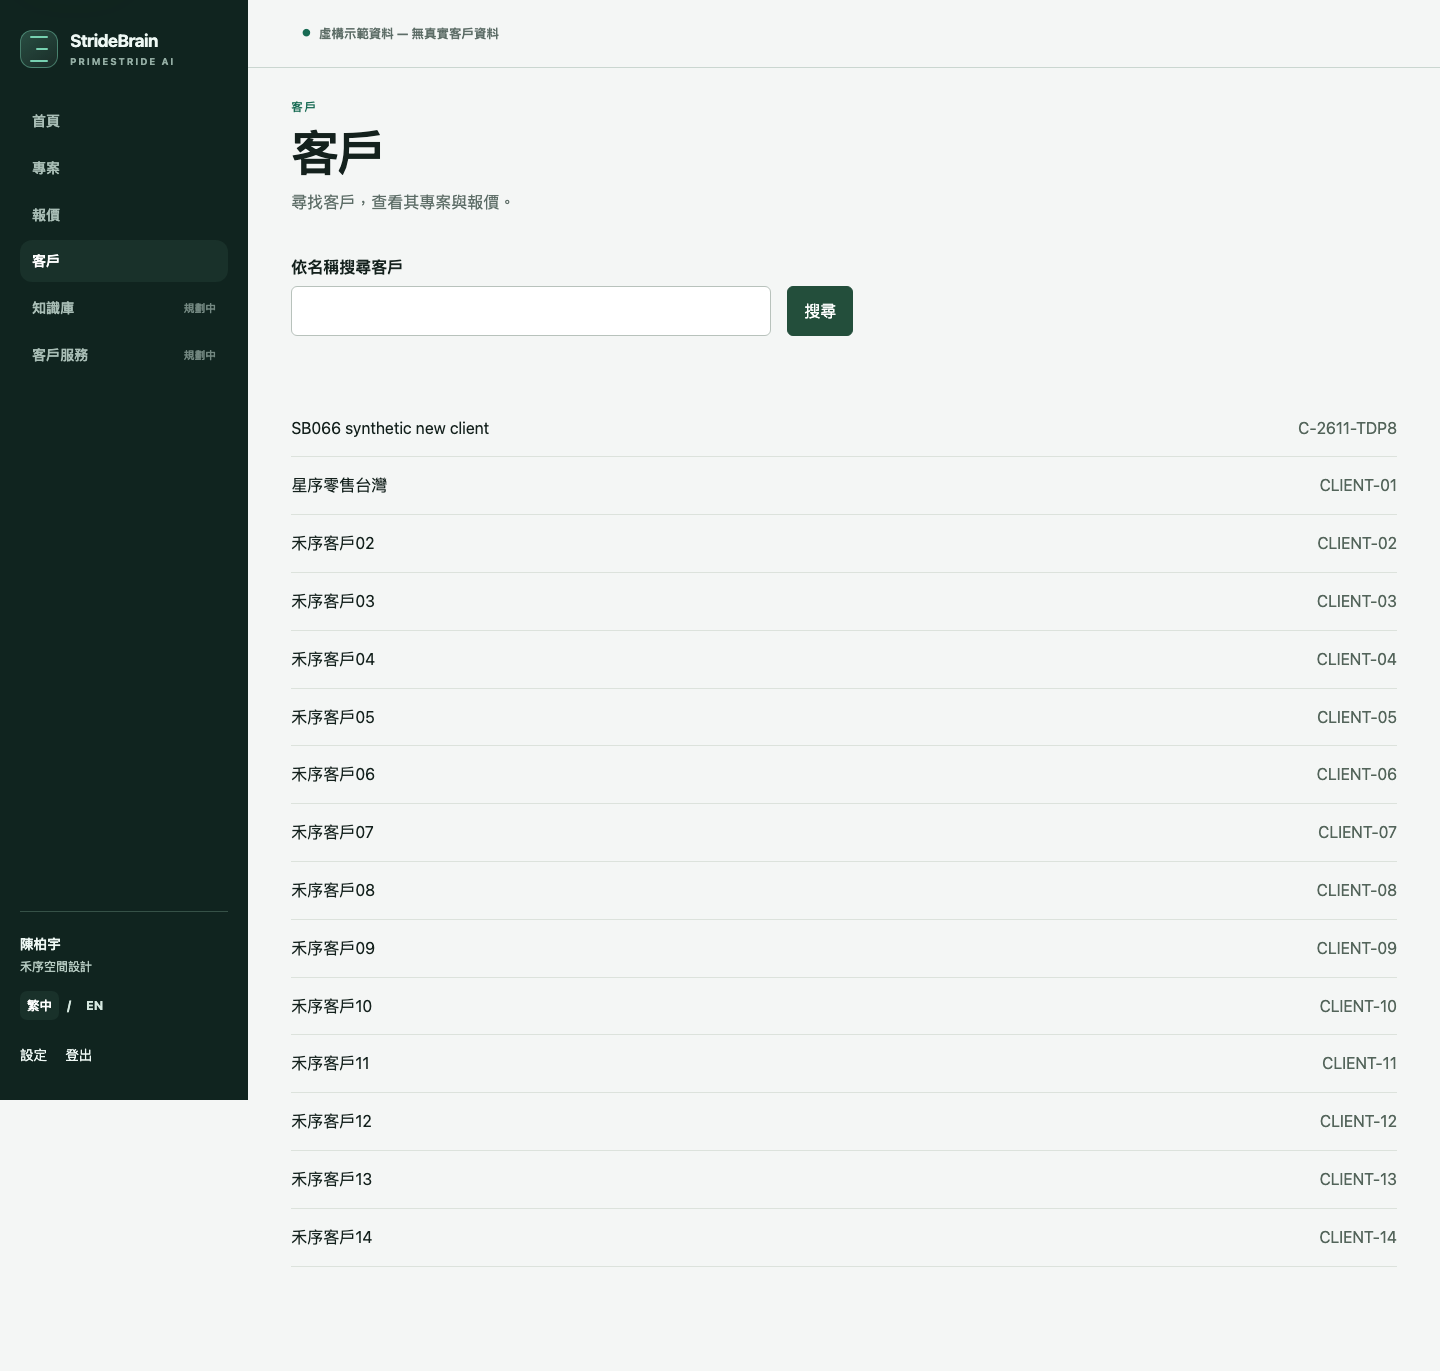 StrideBrain
PRIMESTRIDE AI
首頁
專案
報價
客戶
知識庫 規劃中
客戶服務 規劃中
陳柏宇
禾序空間設計
繁中 / EN
設定 登出
虛構示範資料 — 無真實客戶資料
客戶
客戶
尋找客戶，查看其專案與報價。
依名稱搜尋客戶
搜尋
SB066 synthetic new client C-2611-TDP8
星序零售台灣 CLIENT-01
禾序客戶02 CLIENT-02
禾序客戶03 CLIENT-03
禾序客戶04 CLIENT-04
禾序客戶05 CLIENT-05
禾序客戶06 CLIENT-06
禾序客戶07 CLIENT-07
禾序客戶08 CLIENT-08
禾序客戶09 CLIENT-09
禾序客戶10 CLIENT-10
禾序客戶11 CLIENT-11
禾序客戶12 CLIENT-12
禾序客戶13 CLIENT-13
禾序客戶14 CLIENT-14